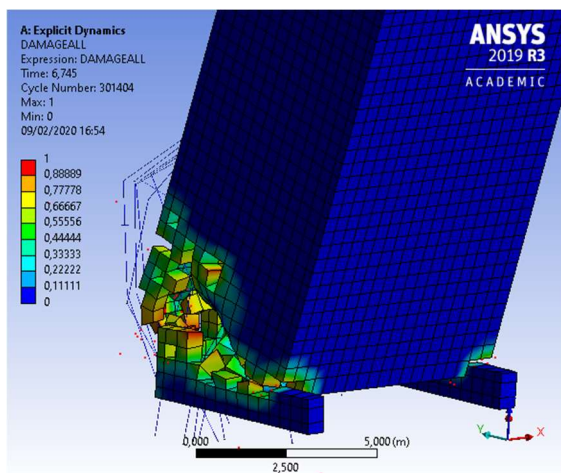 A: Explicit Dynamics
DAMAGEALL
Expression: DAMAGEALL
Time: 6,745
Cycle Number: 301404
Max: 1
Min: 0
09/02/2020 16:54
ANSYS
2019 R3
ACADEMIC
1
0,88889
0,77778
0,66667
0,55556
0,44444
0,33333
0,22222
0,11111
0
0,000
5,000 (m)
2,500
Y
X